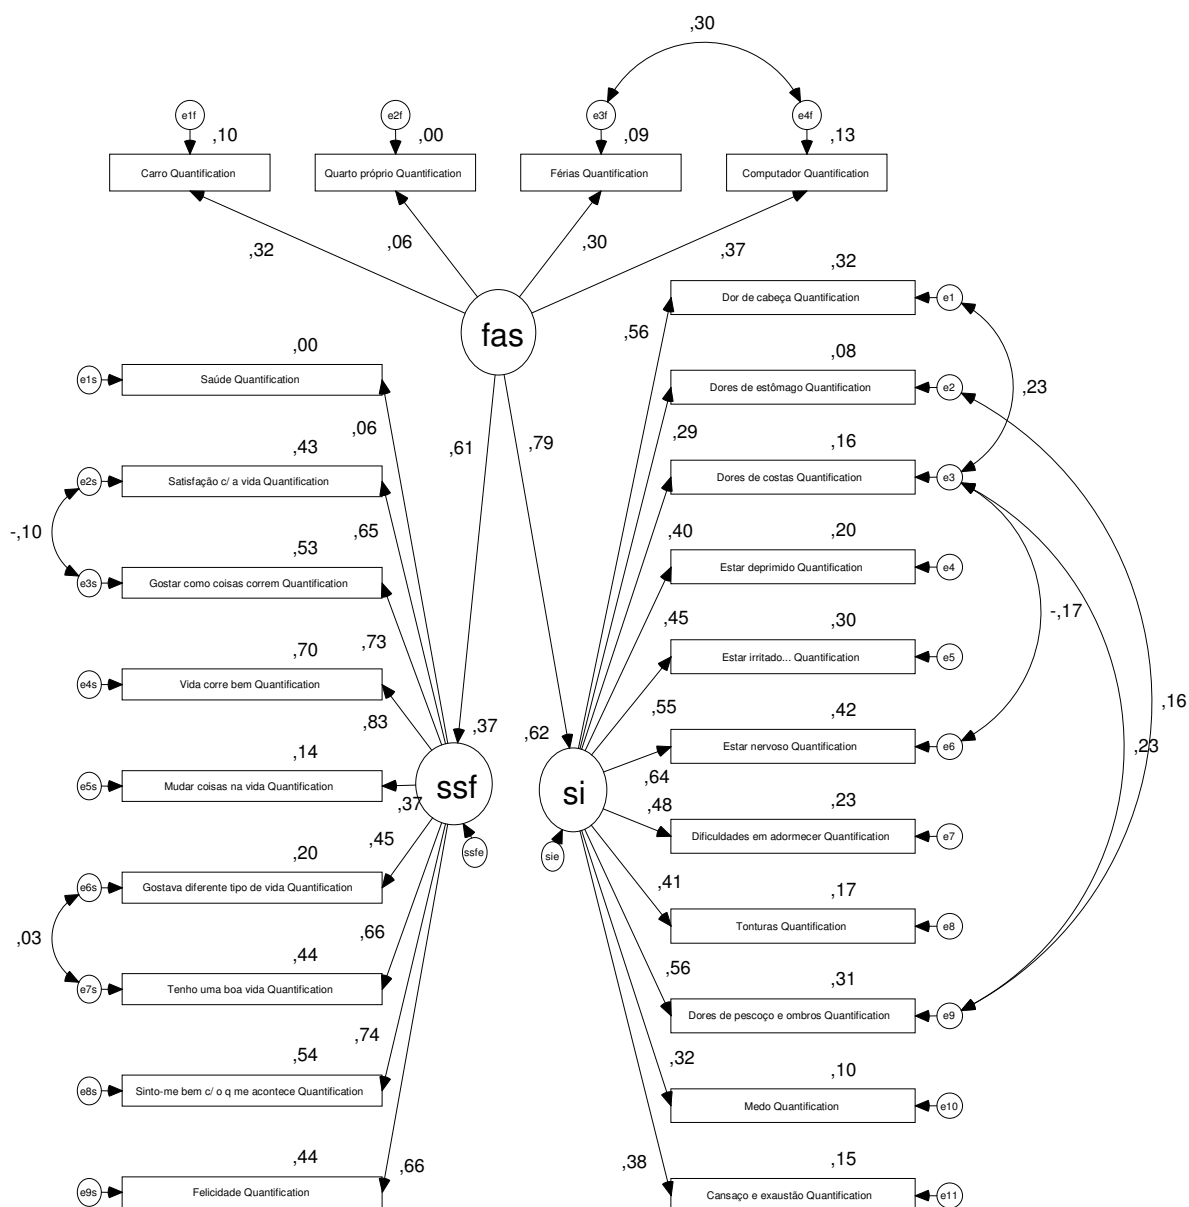 ,30
e1f
e2f
e3f
e4f
,10
,00
,09
,13
Carro Quantification
Quarto próprio Quantification
Férias Quantification
Computador Quantification
,32
,06
,30
,37
fas
,61
,79
,00
e1s
Saúde Quantification
,06
,43
e2s
Satisfação c/ a vida Quantification
-,10
,65
,53
e3s
Gostar como coisas correm Quantification
,73
,70
e4s
Vida corre bem Quantification
,83
,14
e5s
Mudar coisas na vida Quantification
,37
,37
ssf
ssfe
,45
,20
e6s
Gostava diferente tipo de vida Quantification
,03
,66
,44
e7s
Tenho uma boa vida Quantification
,74
,54
e8s
Sinto-me bem c/ o q me acontece Quantification
,44
,66
e9s
Felicidade Quantification
,32
Dor de cabeça Quantification
e1
,56
,08
Dores de estômago Quantification
e2
,23
,29
,16
Dores de costas Quantification
e3
,40
,20
Estar deprimido Quantification
e4
,45
-,17
,30
Estar irritado... Quantification
e5
,55
,42
Estar nervoso Quantification
e6
,16
,23
,62
si
sie
,64
,48
,23
Dificuldades em adormecer Quantification
e7
,41
,17
Tonturas Quantification
e8
,56
,31
Dores de pescoço e ombros Quantification
e9
,32
,10
Medo Quantification
e10
,38
,15
Cansaço e exaustão Quantification
e11